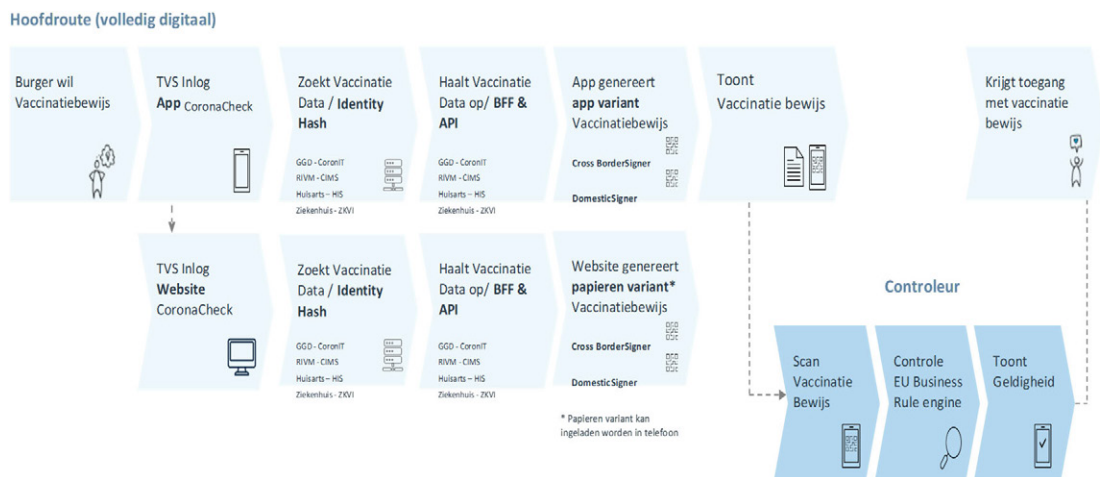 Hoofdroute (volledig digitaal)
Burger wil
Vaccinatiebewijs
TVS Inlog
App CoronaCheck
Zoekt Vaccinatie
Data / Identity
Hash
GGD - CoronIT
RIVM - CIMS
Huisarts – HIS
Ziekenhuis - ZKVI
Haalt Vaccinatie
Data op/ BFF &
API
GGD - CoronIT
RIVM - CIMS
Huisarts – HIS
Ziekenhuis - ZKVI
App genereert
app variant
Vaccinatiebewijs
Cross BorderSigner
DomesticSigner
Toont
Vaccinatie bewijs
Krijgt toegang
met vaccinatie
bewijs
TVS Inlog
Website
CoronaCheck
Zoekt Vaccinatie
Data / Identity
Hash
GGD - CoronIT
RIVM - CIMS
Huisarts – HIS
Ziekenhuis - ZKVI
Haalt Vaccinatie
Data op/ BFF &
API
GGD - CoronIT
RIVM - CIMS
Huisarts – HIS
Ziekenhuis - ZKVI
Website genereert
papieren variant*
Vaccinatiebewijs
Cross BorderSigner
DomesticSigner
* Papieren variant kan
ingeladen worden in telefoon
Controleur
Scan
Vaccinatie
Bewijs
Controle
EU Business
Rule engine
Toont
Geldigheid